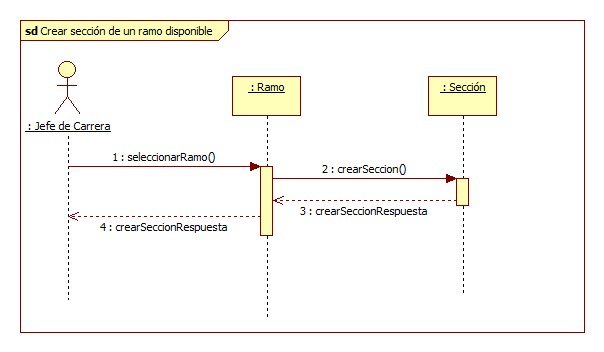 sd Crear sección de un ramo disponible
: Jefe de Carrera
: Ramo
: Sección
1 : seleccionarRamo()
2 : crearSeccion()
3 : crearSeccionRespuesta
4 : crearSeccionRespuesta